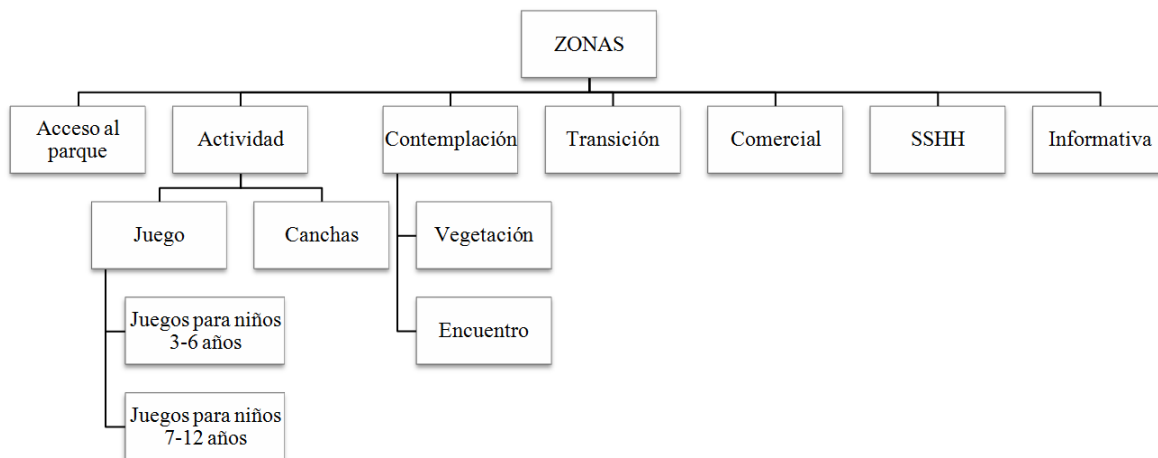 ZONAS
Acceso al
parque
Actividad
Contemplación
Transición
Comercial
SSHH
Informativa
Juego
Canchas
Vegetación
Juegos para niños
3-6 años
Encuentro
Juegos para niños
7-12 años